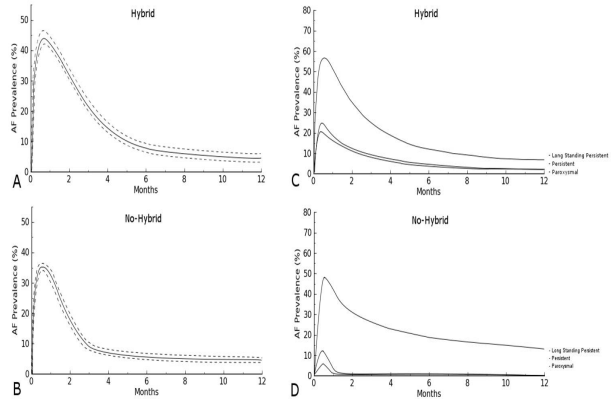 Hybrid
AF Prevalence (%)
50
40
30
20
10
0
0 2 4 6 8 10 12
Months
A
Hybrid
AF Prevalence (%)
80
70
60
50
40
30
20
10
0
0 2 4 6 8 10 12
Months
C
• Long Standing Persistent
• Persistent
• Paroxysmal
No-Hybrid
AF Prevalence (%)
50
40
30
20
10
0
0 2 4 6 8 10 12
Months
B
No-Hybrid
AF Prevalence (%)
80
70
60
50
40
30
20
10
0
0 2 4 6 8 10 12
Months
D
• Long Standing Persistent
• Persistent
• Paroxysmal